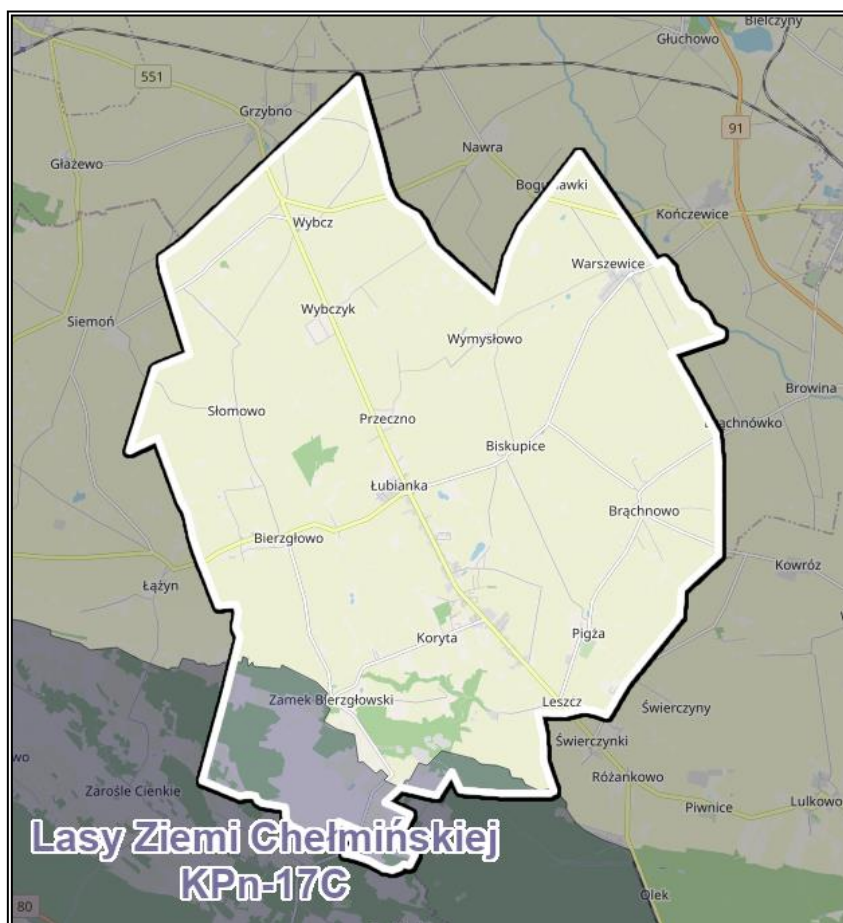 Bielczyny
Głuchowo
551
Grzybno
91
Nawra
Głażewo
Kończewice
Wybcz
Warszewice
Wybczyk
Siemoń
Wymysłowo
Browina
Słomowo
Przeczno
Biskupice
Łubianka
Brąchnowo
Bierzgłowo
Kowróz
Łążyn
Pigża
Koryta
Zamek Bierzgłowski
Leszcz
Świerczyny
Świerczynki
Różankowo
Zarośle Cienkie
Piwnice
Lulkowo
Lasy Ziemi Chełmińskiej
KPn-17C
Olek
80